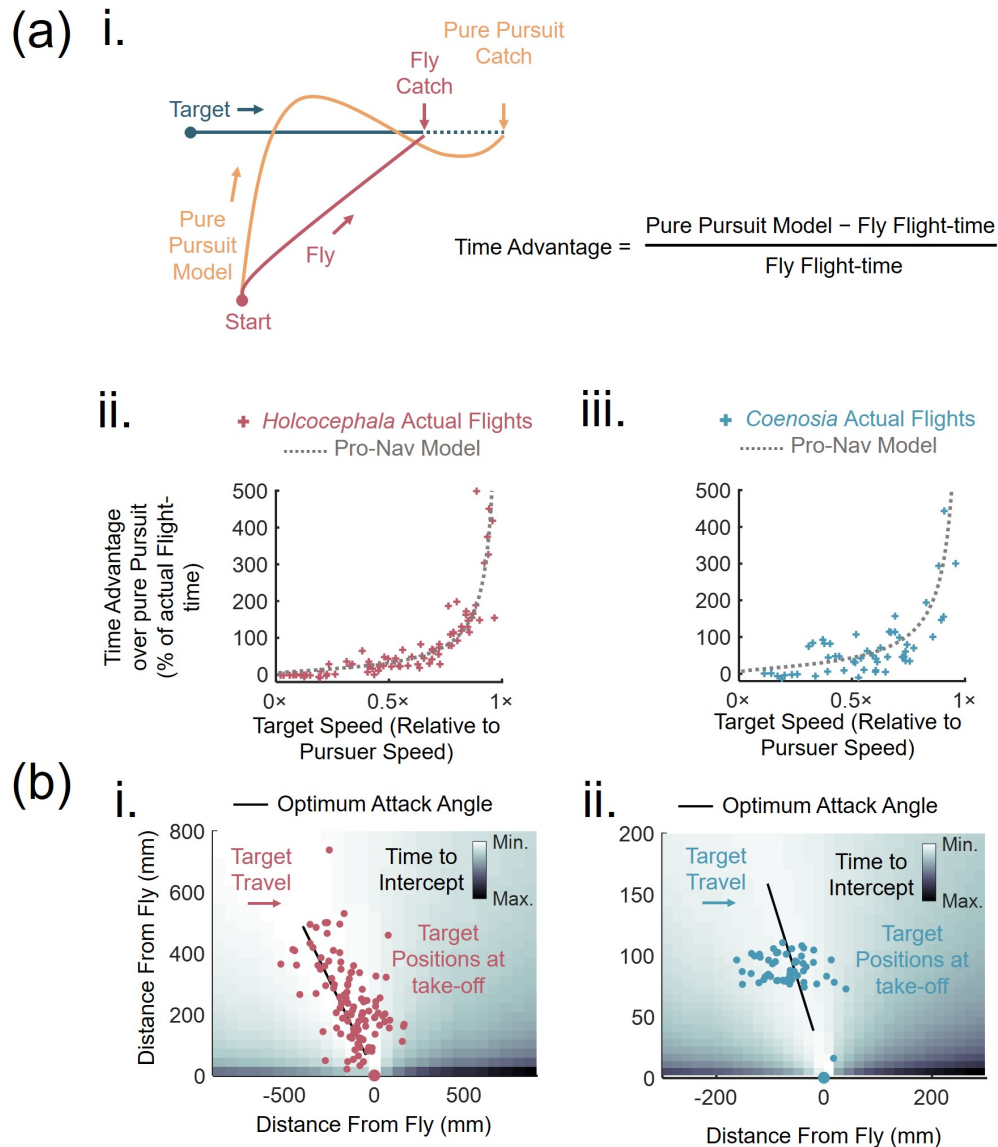 (a) i.
Pure Pursuit
Catch
Fly
Catch
Target
Pure
Pursuit
Model
Fly
Start
Time Advantage = Pure Pursuit Model − Fly Flight-time
Fly Flight-time
ii.
Holcocephala Actual Flights
Pro-Nav Model
Time Advantage
over pure Pursuit
(% of actual Flight-
time)
500
400
300
200
100
0
0× 0.5× 1×
Target Speed (Relative to
Pursuer Speed)
iii.
Coenosia Actual Flights
Pro-Nav Model
500
400
300
200
100
0
0× 0.5× 1×
Target Speed (Relative to
Pursuer Speed)
(b) i.
Optimum Attack Angle
Distance From Fly (mm)
800
600
400
200
0
Target
Travel
Time to
Intercept
Min.
Max.
Target
Positions at
take-off
-500 0 500
Distance From Fly (mm)
ii.
Optimum Attack Angle
200
150
100
50
0
Target
Travel
Time to
Intercept
Min.
Max.
Target
Positions at
take-off
-200 0 200
Distance From Fly (mm)